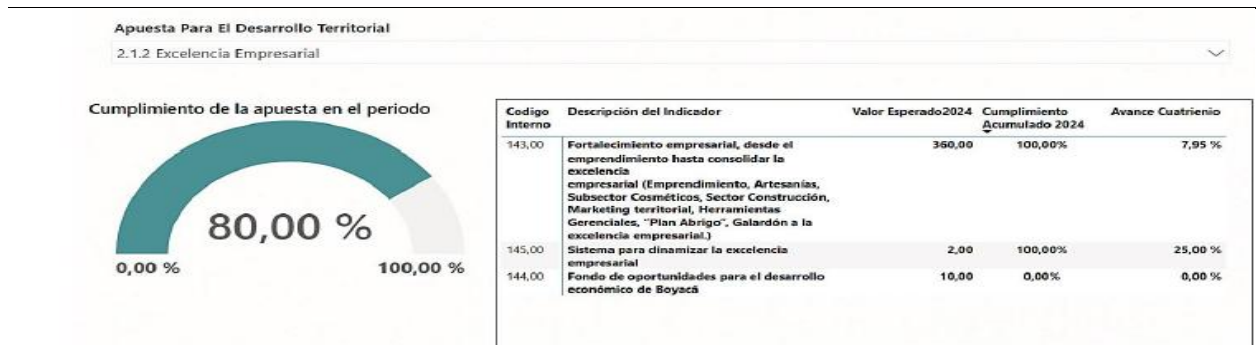 Apuesta Para El Desarrollo Territorial
2.1.2 Excelencia Empresarial
Cumplimiento de la apuesta en el periodo
80,00 %
0,00 %
100,00 %
Codigo Interno Descripción del Indicador Valor Esperado2024 Cumplimiento Acumulado 2024 Avance Cuatrienio
143,00 Fortalecimiento empresarial, desde el 360,00 100,00% 7,95 %
emprendimiento hasta consolidar la
excelencia
empresarial (Emprendimiento, Artesanías,
Subsector Cosméticos, Sector Construcción,
Marketing territorial, Herramientas
Gerenciales, "Plan Abrigo", Galardón a la
excelencia empresarial.)
145,00 Sistema para dinamizar la excelencia 2,00 100,00% 25,00 %
empresarial
144,00 Fondo de oportunidades para el desarrollo 10,00 0,00% 0,00 %
económico de Boyacá